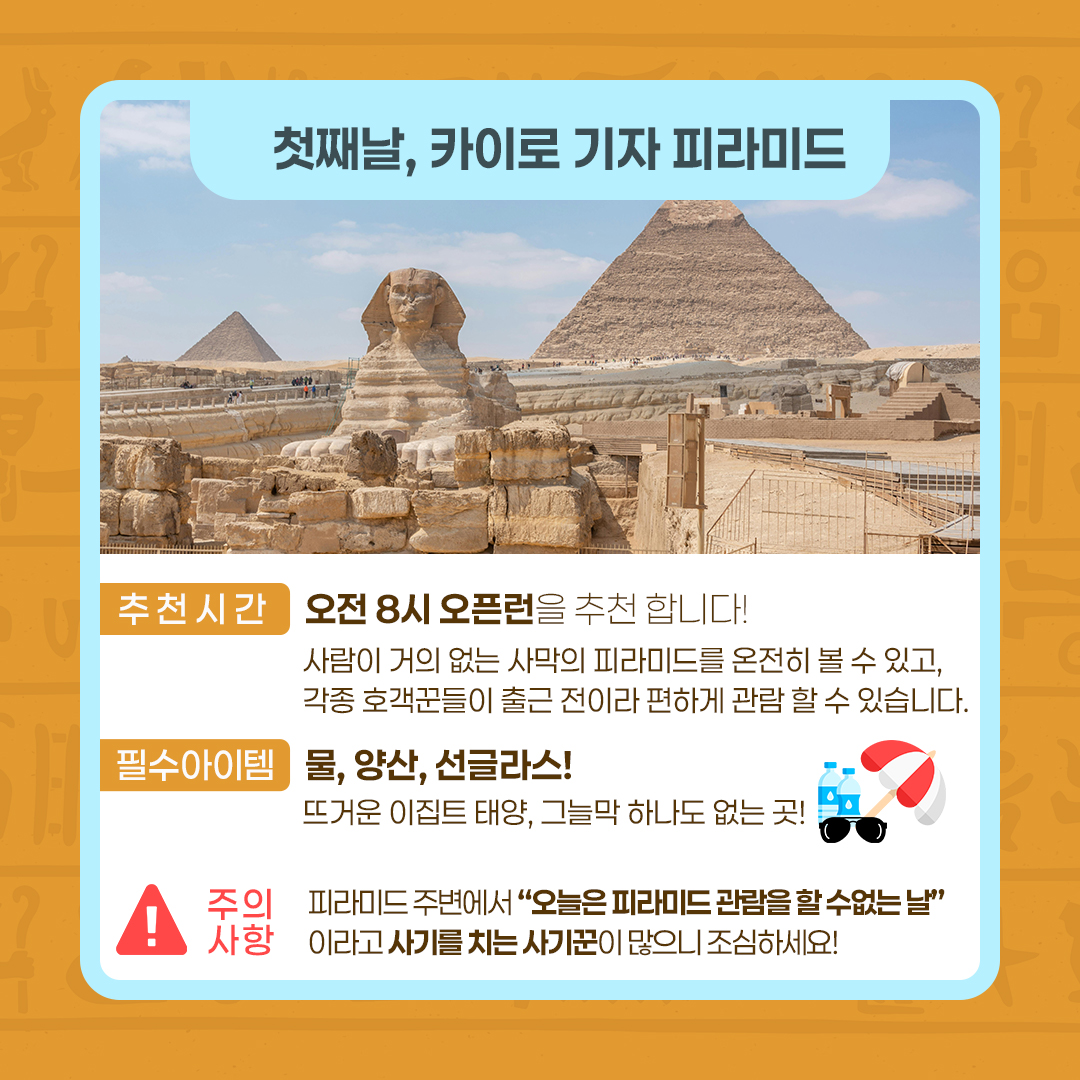 첫째날, 카이로 기자 피라미드
추천시간
오전 8시 오픈런을 추천 합니다!
사람이 거의 없는 사막의 피라미드를 온전히 볼 수 있고,
각종 호객꾼들이 출근 전이라 편하게 관람 할 수 있습니다.
필수아이템
물, 양산, 선글라스!
뜨거운 이집트 태양, 그늘막 하나도 없는 곳!
주의
사항
피라미드 주변에서 “오늘은 피라미드 관람을 할 수없는 날”
이라고 사기를 치는 사기꾼이 많으니 조심하세요!